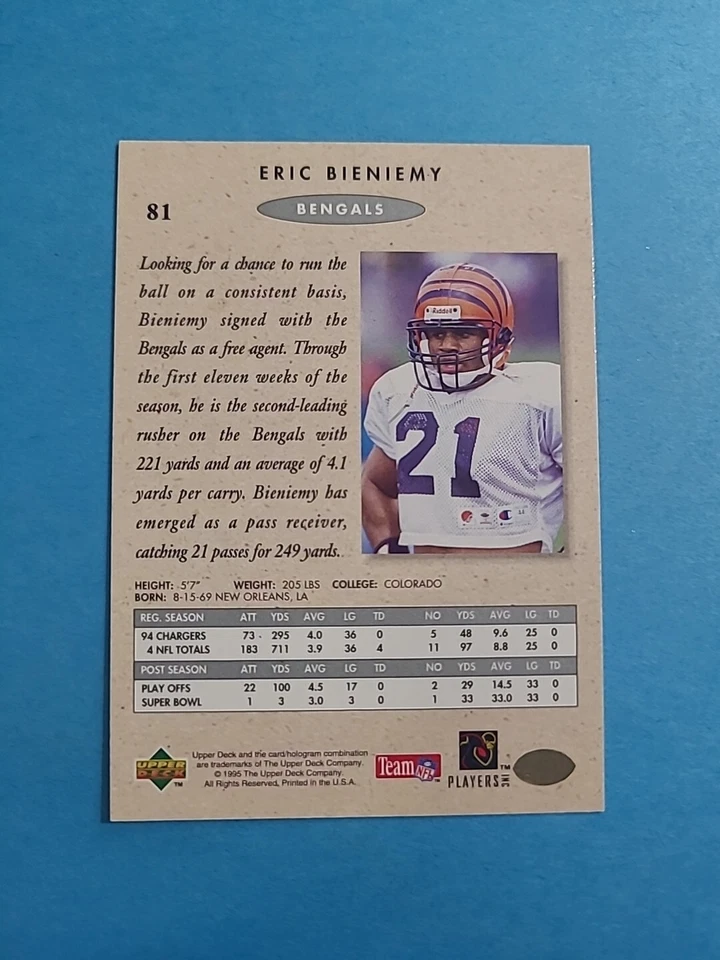 ERIC BIENIEMY
81
BENGALS
Looking for a chance to run the
ball on a consistent basis,
Bieniemy signed with the
Bengals as a free agent. Through
the first eleven weeks of the
season, he is the second-leading
rusher on the Bengals with
221 yards and an average of 4.1
yards per carry. Bieniemy has
emerged as a pass receiver,
catching 21 passes for 249 yards.
Riddell
21
44
HEIGHT: 5'7" WEIGHT: 205 LBS COLLEGE: COLORADO
BORN: 8-15-69 NEW ORLEANS, LA
REG. SEASON ATT YDS AVG LG TD NO YDS AVG LG TD
94 CHARGERS 73 295 4.0 36 0 5 48 9.6 25 0
4 NFL TOTALS 183 711 3.9 36 4 11 97 8.8 25 0
POST SEASON ATT YDS AVG LG TD NO YDS AVG LG TD
PLAY OFFS 22 100 4.5 17 0 2 29 14.5 33 0
SUPER BOWL 1 3 3.0 3 0 1 33 33.0 33 0
UPPER DECK ™
Upper Deck and the card/hologram combination
are trademarks of The Upper Deck Company.
© 1995 The Upper Deck Company.
All Rights Reserved, Printed in the U.S.A.
Team NFL™
PLAYERS INC ™